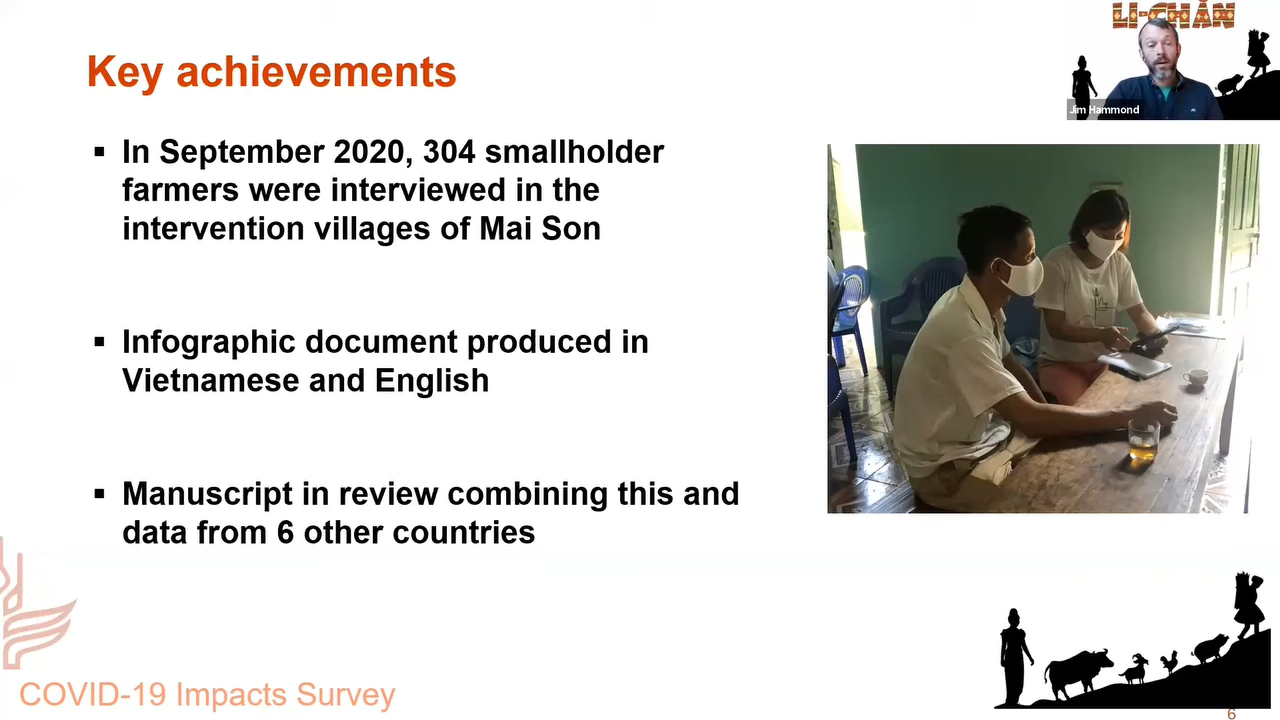 LI-CHĂN
Key achievements
Jim Hammond
▪ In September 2020, 304 smallholder
farmers were interviewed in the
intervention villages of Mai Son
▪ Infographic document produced in
Vietnamese and English
▪ Manuscript in review combining this and
data from 6 other countries
COVID-19 Impacts Survey
6